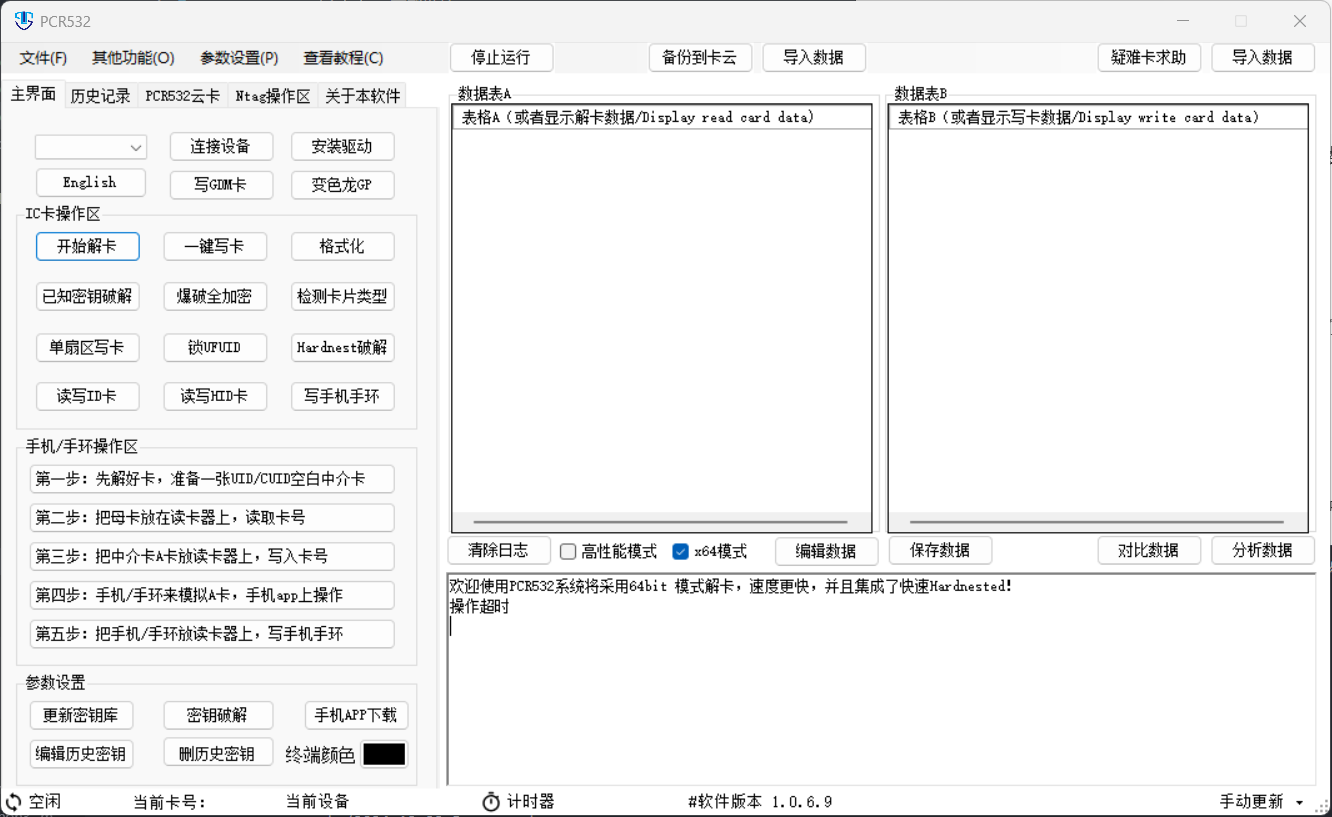 PCR532
文件(F) 其他功能(O) 参数设置(P) 查看教程(C) 停止运行 备份到卡云 导入数据 疑难卡求助 导入数据
主界面 历史记录 PCR532云卡 Ntag操作区 关于本软件
连接设备 安装驱动
English 写GDM卡 变色龙GP
IC卡操作区
开始解卡 一键写卡 格式化
已知密钥破解 爆破全加密 检测卡片类型
单扇区写卡 锁UFUID Hardnest破解
读写ID卡 读写HID卡 写手机手环
手机/手环操作区
第一步: 先解好卡，准备一张UID/CUID空白中介卡
第二步: 把母卡放在读卡器上，读取卡号
第三步: 把中介卡A卡放读卡器上，写入卡号
第四步: 手机/手环来模拟A卡，手机app上操作
第五步: 把手机/手环放读卡器上，写手机手环
参数设置
更新密钥库 密钥破解 手机APP下载
编辑历史密钥 删历史密钥 终端颜色
数据表A
表格A（或者显示解卡数据/Display read card data)
数据表B
表格B（或者显示写卡数据/Display write card data)
清除日志 高性能模式 x64模式 编辑数据 保存数据 对比数据 分析数据
欢迎使用PCR532系统将采用64bit 模式解卡，速度更快，并且集成了快速Hardnested!
操作超时
空闲 当前卡号: 当前设备 计时器 #软件版本 1.0.6.9 手动更新